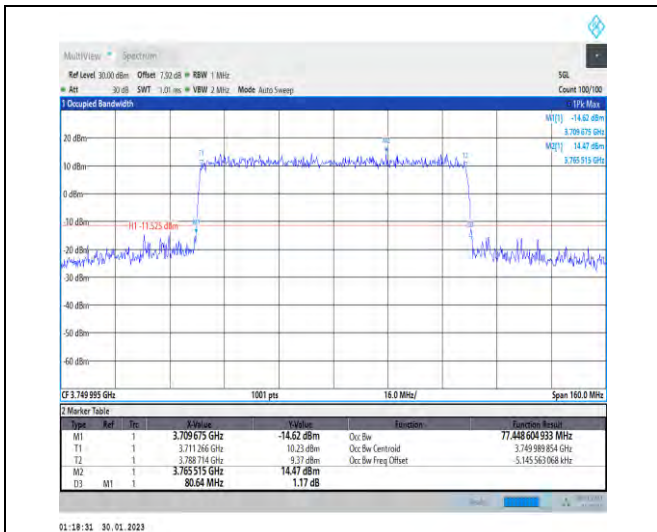 MultiView Spectrum
Ref Level 30.00 dBm Offset 7.92 dB RBW 1 MHz SGL
Att 30 dB SWT 1.01 ms VBW 2 MHz Mode Auto Sweep Count 100/100
1 Occupied Bandwidth 1Pk Max
M1[1] -14.62 dBm
3.709 675 GHz
M2[1] 14.47 dBm
3.765 515 GHz
20 dBm
10 dBm
0 dBm
-10 dBm
H1 -11.525 dBm
-20 dBm
-30 dBm
-40 dBm
-50 dBm
-60 dBm
CF 3.749 995 GHz 1001 pts 16.0 MHz/ Span 160.0 MHz
2 Marker Table
Type Ref Trc X-Value Y-Value Function Function Result
M1 1 3.709 675 GHz -14.62 dBm Occ Bw 77.448 604 933 MHz
T1 1 3.711 266 GHz 10.23 dBm Occ Bw Centroid 3.749 989 854 GHz
T2 1 3.788 714 GHz 9.37 dBm Occ Bw Freq Offset -5.145 563 068 kHz
M2 1 3.765 515 GHz 14.47 dBm
D3 M1 1 80.64 MHz 1.17 dB
01:18:31 30.01.2023